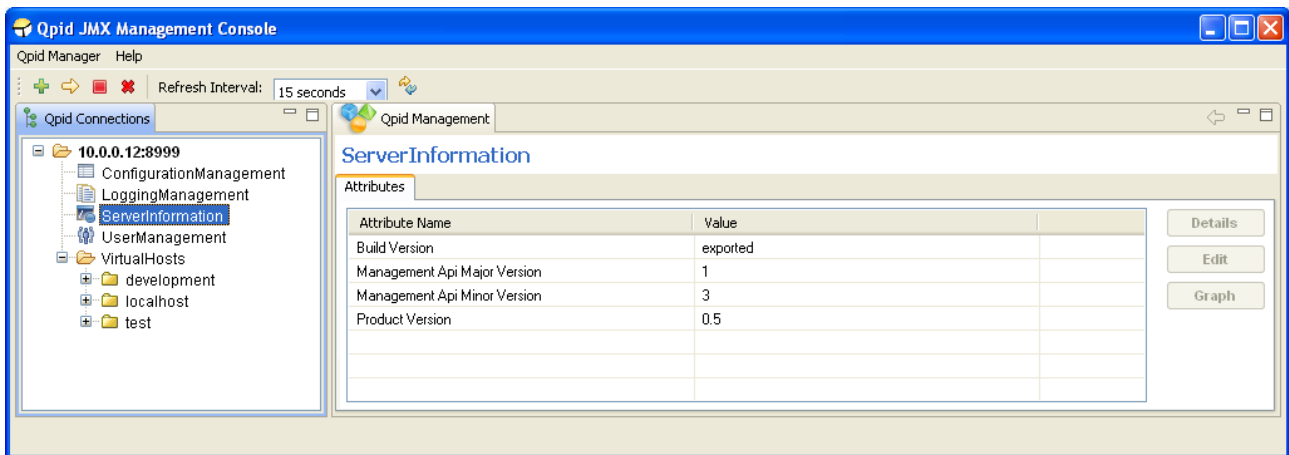 Qpid JMX Management Console
Qpid Manager Help
Refresh Interval: 15 seconds
Qpid Connections
10.0.0.12:8999
ConfigurationManagement
LoggingManagement
ServerInformation
UserManagement
VirtualHosts
development
localhost
test
Qpid Management
ServerInformation
Attributes
Attribute Name Value
Build Version exported
Management Api Major Version 1
Management Api Minor Version 3
Product Version 0.5
Details
Edit
Graph